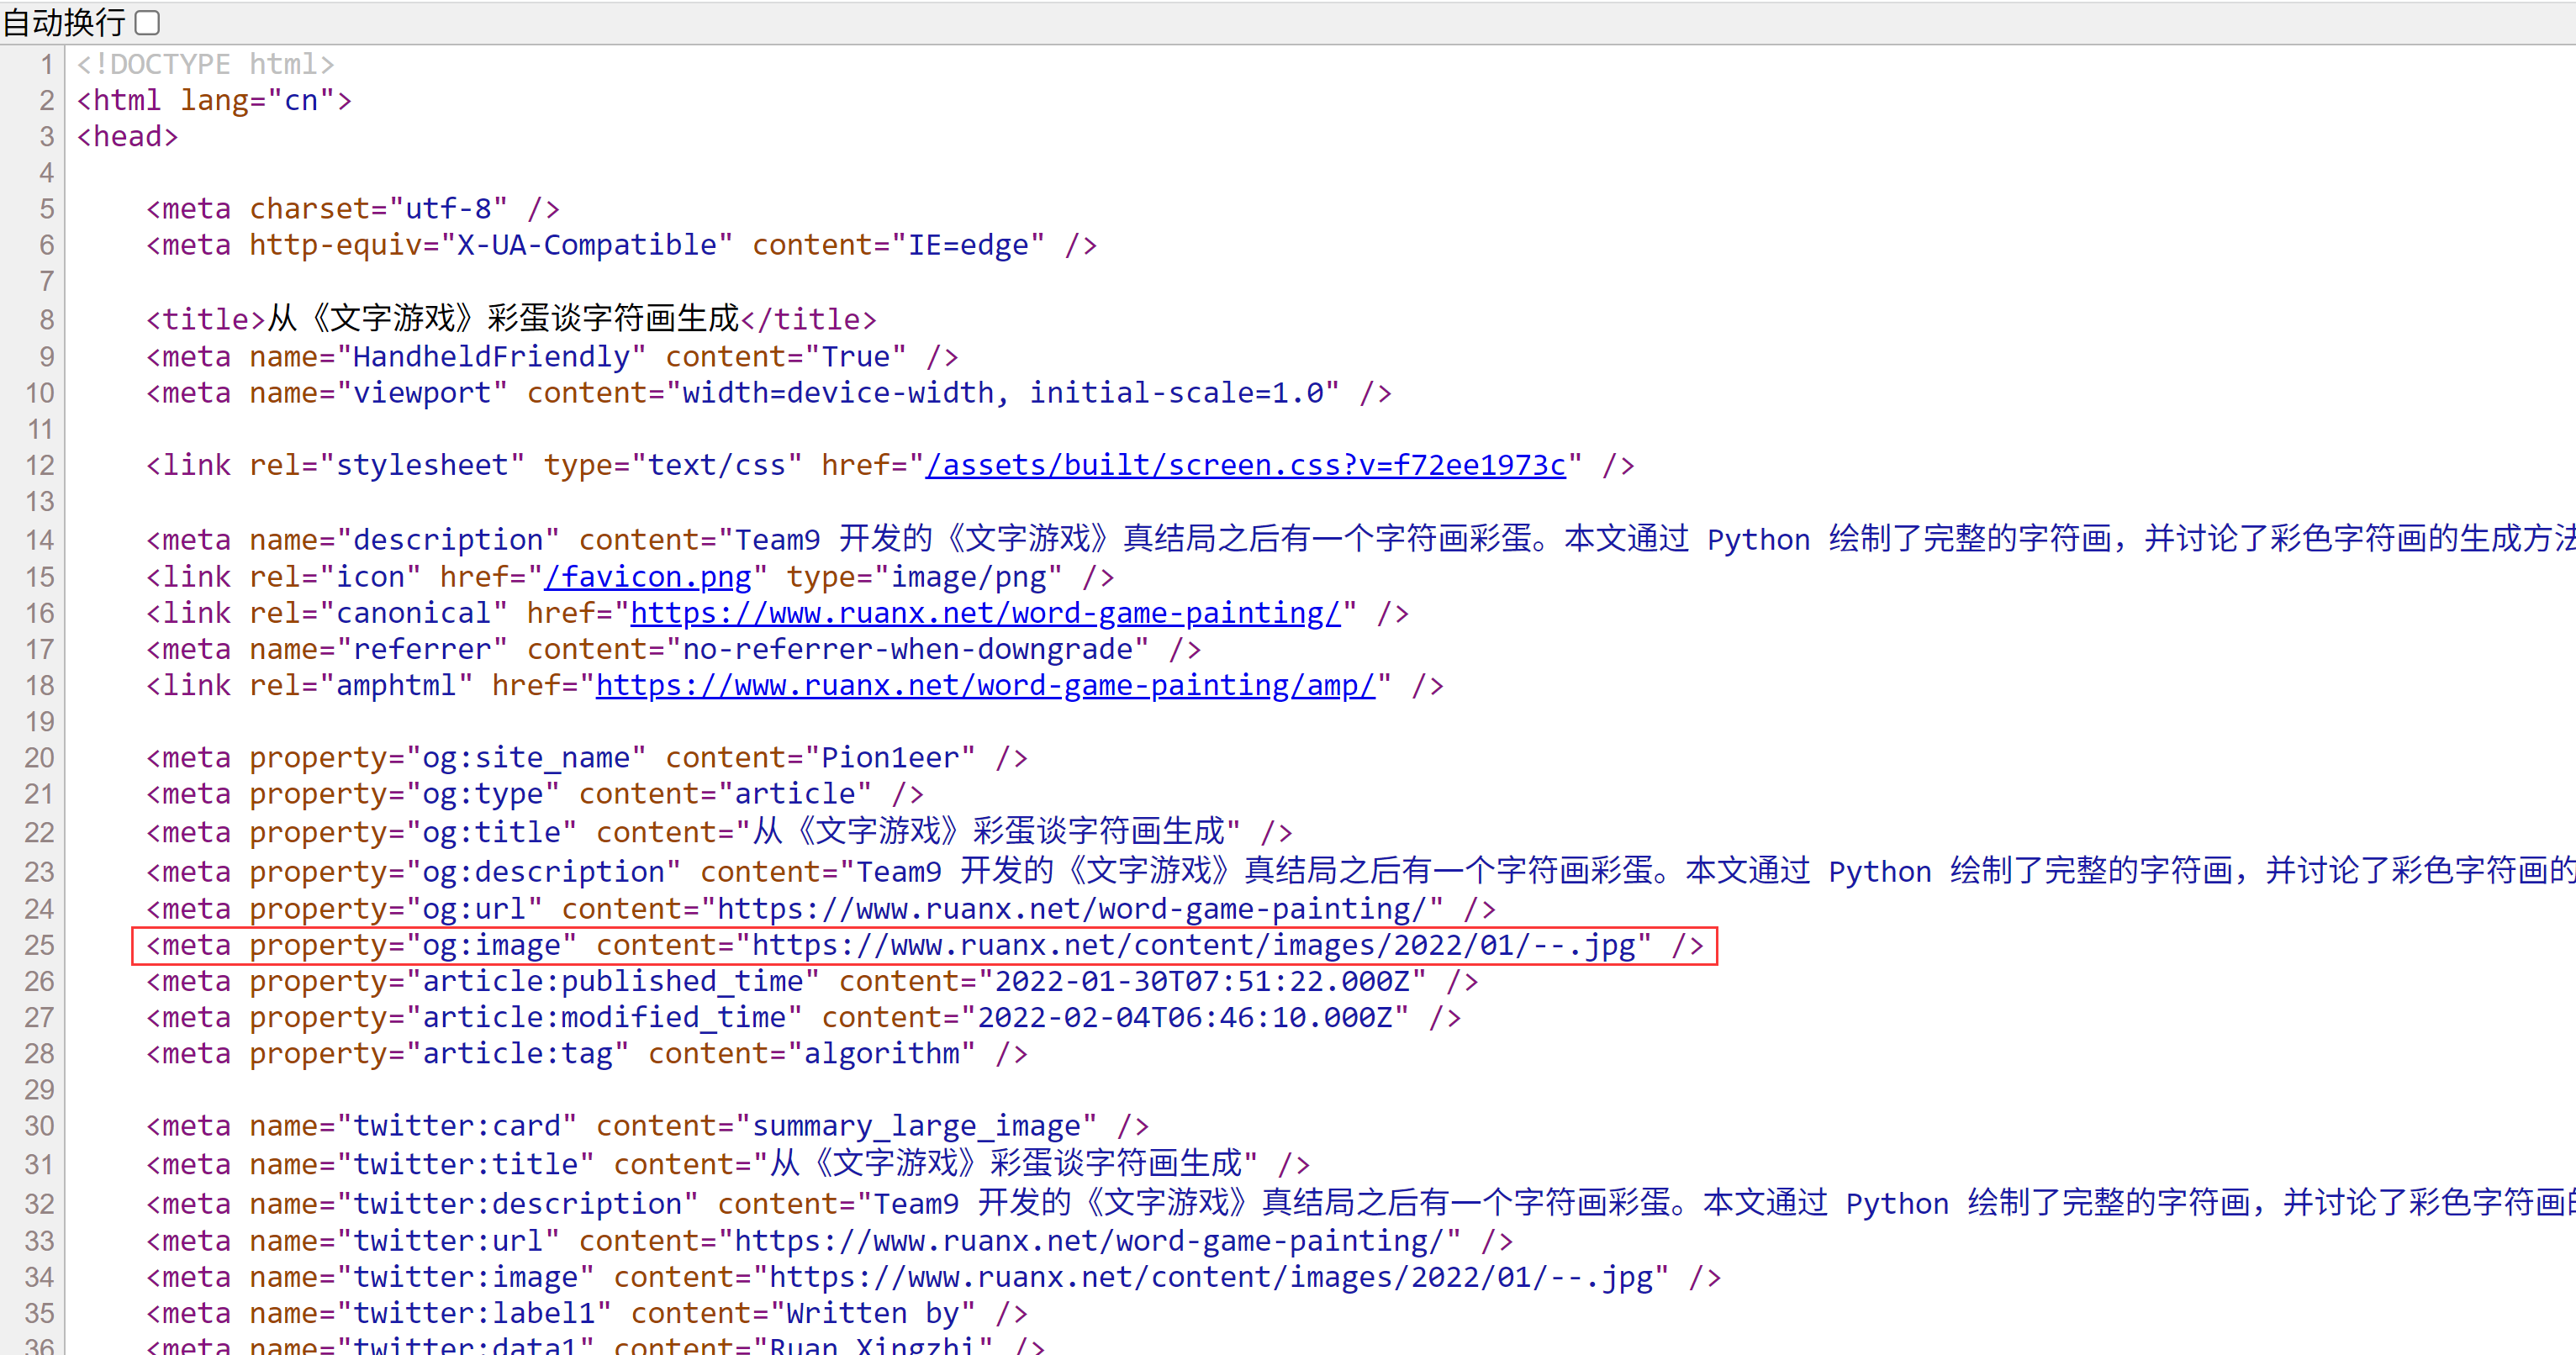 自动换行
1 <!DOCTYPE html>
2 <html lang="cn">
3 <head>
4
5 <meta charset="utf-8" />
6 <meta http-equiv="X-UA-Compatible" content="IE=edge" />
7
8 <title>从《文字游戏》彩蛋谈字符画生成</title>
9 <meta name="HandheldFriendly" content="True" />
10 <meta name="viewport" content="width=device-width, initial-scale=1.0" />
11
12 <link rel="stylesheet" type="text/css" href="/assets/built/screen.css?v=f72ee1973c" />
13
14 <meta name="description" content="Team9 开发的《文字游戏》真结局之后有一个字符画彩蛋。本文通过 Python 绘制了完整的字符画，并讨论了彩色字符画的生成方法
15 <link rel="icon" href="/favicon.png" type="image/png" />
16 <link rel="canonical" href="https://www.ruanx.net/word-game-painting/" />
17 <meta name="referrer" content="no-referrer-when-downgrade" />
18 <link rel="amphtml" href="https://www.ruanx.net/word-game-painting/amp/" />
19
20 <meta property="og:site_name" content="Pion1eer" />
21 <meta property="og:type" content="article" />
22 <meta property="og:title" content="从《文字游戏》彩蛋谈字符画生成" />
23 <meta property="og:description" content="Team9 开发的《文字游戏》真结局之后有一个字符画彩蛋。本文通过 Python 绘制了完整的字符画，并讨论了彩色字符画的
24 <meta property="og:url" content="https://www.ruanx.net/word-game-painting/" />
25 <meta property="og:image" content="https://www.ruanx.net/content/images/2022/01/--.jpg" />
26 <meta property="article:published_time" content="2022-01-30T07:51:22.000Z" />
27 <meta property="article:modified_time" content="2022-02-04T06:46:10.000Z" />
28 <meta property="article:tag" content="algorithm" />
29
30 <meta name="twitter:card" content="summary_large_image" />
31 <meta name="twitter:title" content="从《文字游戏》彩蛋谈字符画生成" />
32 <meta name="twitter:description" content="Team9 开发的《文字游戏》真结局之后有一个字符画彩蛋。本文通过 Python 绘制了完整的字符画，并讨论了彩色字符画的
33 <meta name="twitter:url" content="https://www.ruanx.net/word-game-painting/" />
34 <meta name="twitter:image" content="https://www.ruanx.net/content/images/2022/01/--.jpg" />
35 <meta name="twitter:label1" content="Written by" />
36 <meta name="twitter:data1" content="Ruan Xingzhi" />